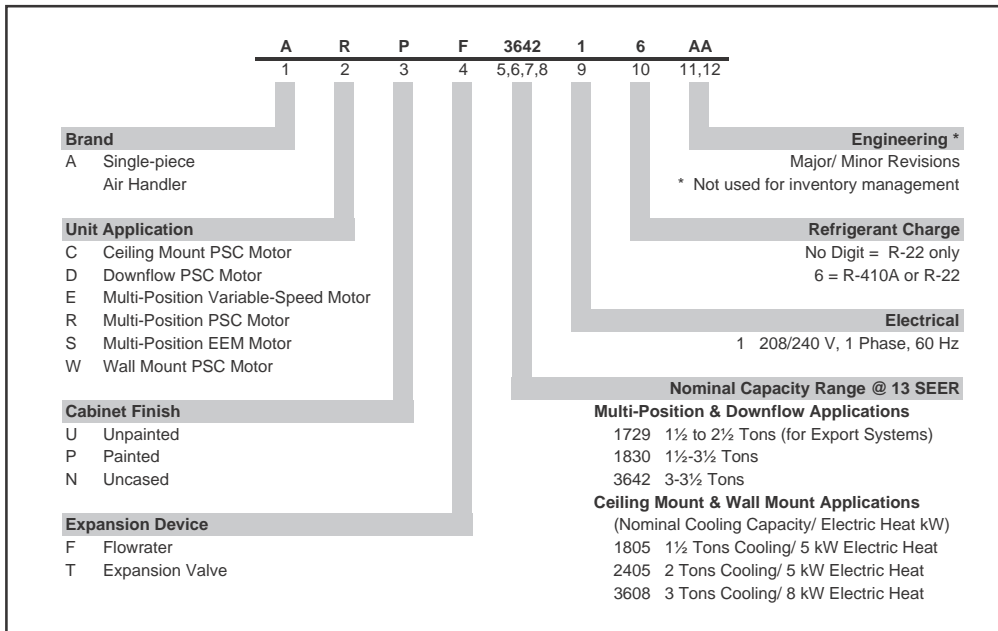 A R P F 3642 1 6 AA
1 2 3 4 5,6,7,8 9 10 11,12
Brand
A Single-piece
Air Handler
Unit Application
C Ceiling Mount PSC Motor
D Downflow PSC Motor
E Multi-Position Variable-Speed Motor
R Multi-Position PSC Motor
S Multi-Position EEM Motor
W Wall Mount PSC Motor
Cabinet Finish
U Unpainted
P Painted
N Uncased
Expansion Device
F Flowrater
T Expansion Valve
Engineering *
Major/ Minor Revisions
* Not used for inventory management
Refrigerant Charge
No Digit = R-22 only
6 = R-410A or R-22
Electrical
1 208/240 V, 1 Phase, 60 Hz
Nominal Capacity Range @ 13 SEER
Multi-Position & Downflow Applications
1729 1½ to 2½ Tons (for Export Systems)
1830 1½-3½ Tons
3642 3-3½ Tons
Ceiling Mount & Wall Mount Applications
(Nominal Cooling Capacity/ Electric Heat kW)
1805 1½ Tons Cooling/ 5 kW Electric Heat
2405 2 Tons Cooling/ 5 kW Electric Heat
3608 3 Tons Cooling/ 8 kW Electric Heat